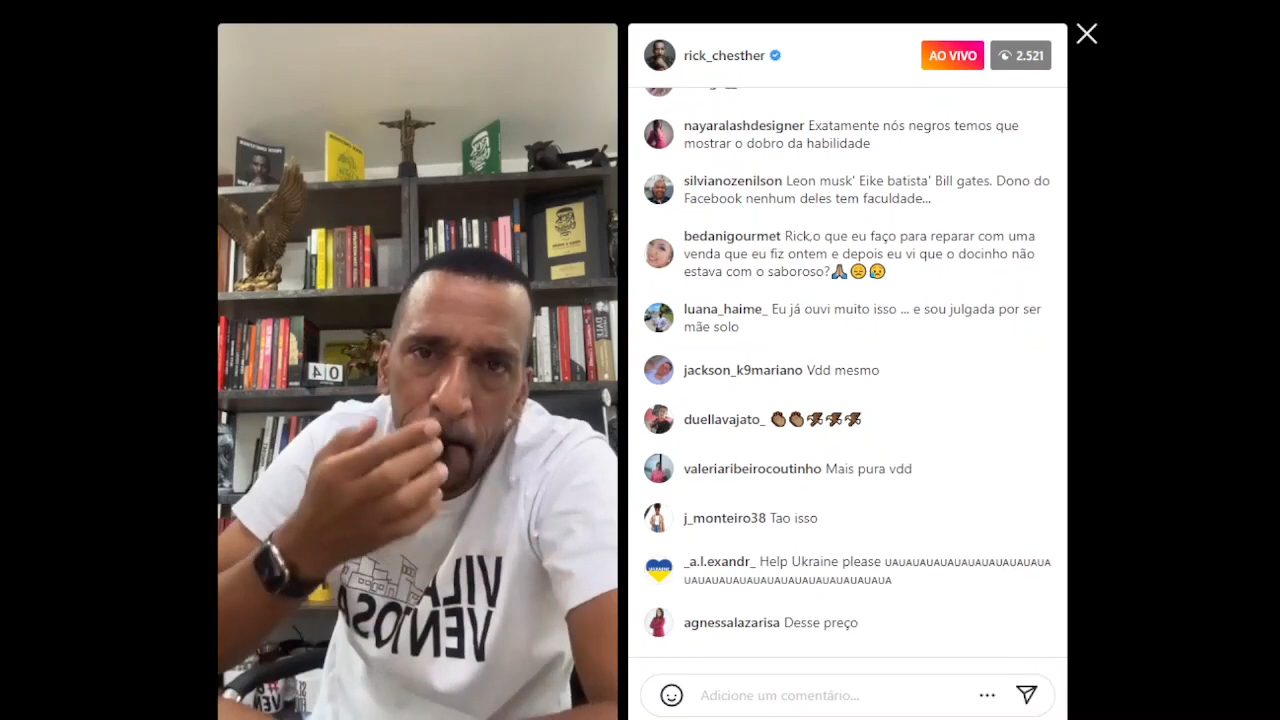 rick_chesther
AO VIVO
2.521
nayaralashdesigner Exatamente nós negros temos que
mostrar o dobro da habilidade
silvianozenilson Leon musk' Eike batista' Bill gates. Dono do
Facebook nenhum deles tem faculdade...
bedanigourmet Rick,o que eu faço para reparar com uma
venda que eu fiz ontem e depois eu vi que o docinho não
estava com o saboroso?🙏🏽😞😥
luana_haime_ Eu já ouvi muito isso ... e sou julgada por ser
mãe solo
jackson_k9mariano Vdd mesmo
duellavajato_
valeriaribeirocoutinho Mais pura vdd
j_monteiro38 Tao isso
_a.l.exandr_ Help Ukraine please UAUAUAUAUAUAUAUAUAUAUAUA
UAUAUAUAUAUAUAUAUAUAUAUAUAUAUA
agnessalazarisa Desse preço
Adicione um comentário...
04
VILA
VENTOSA